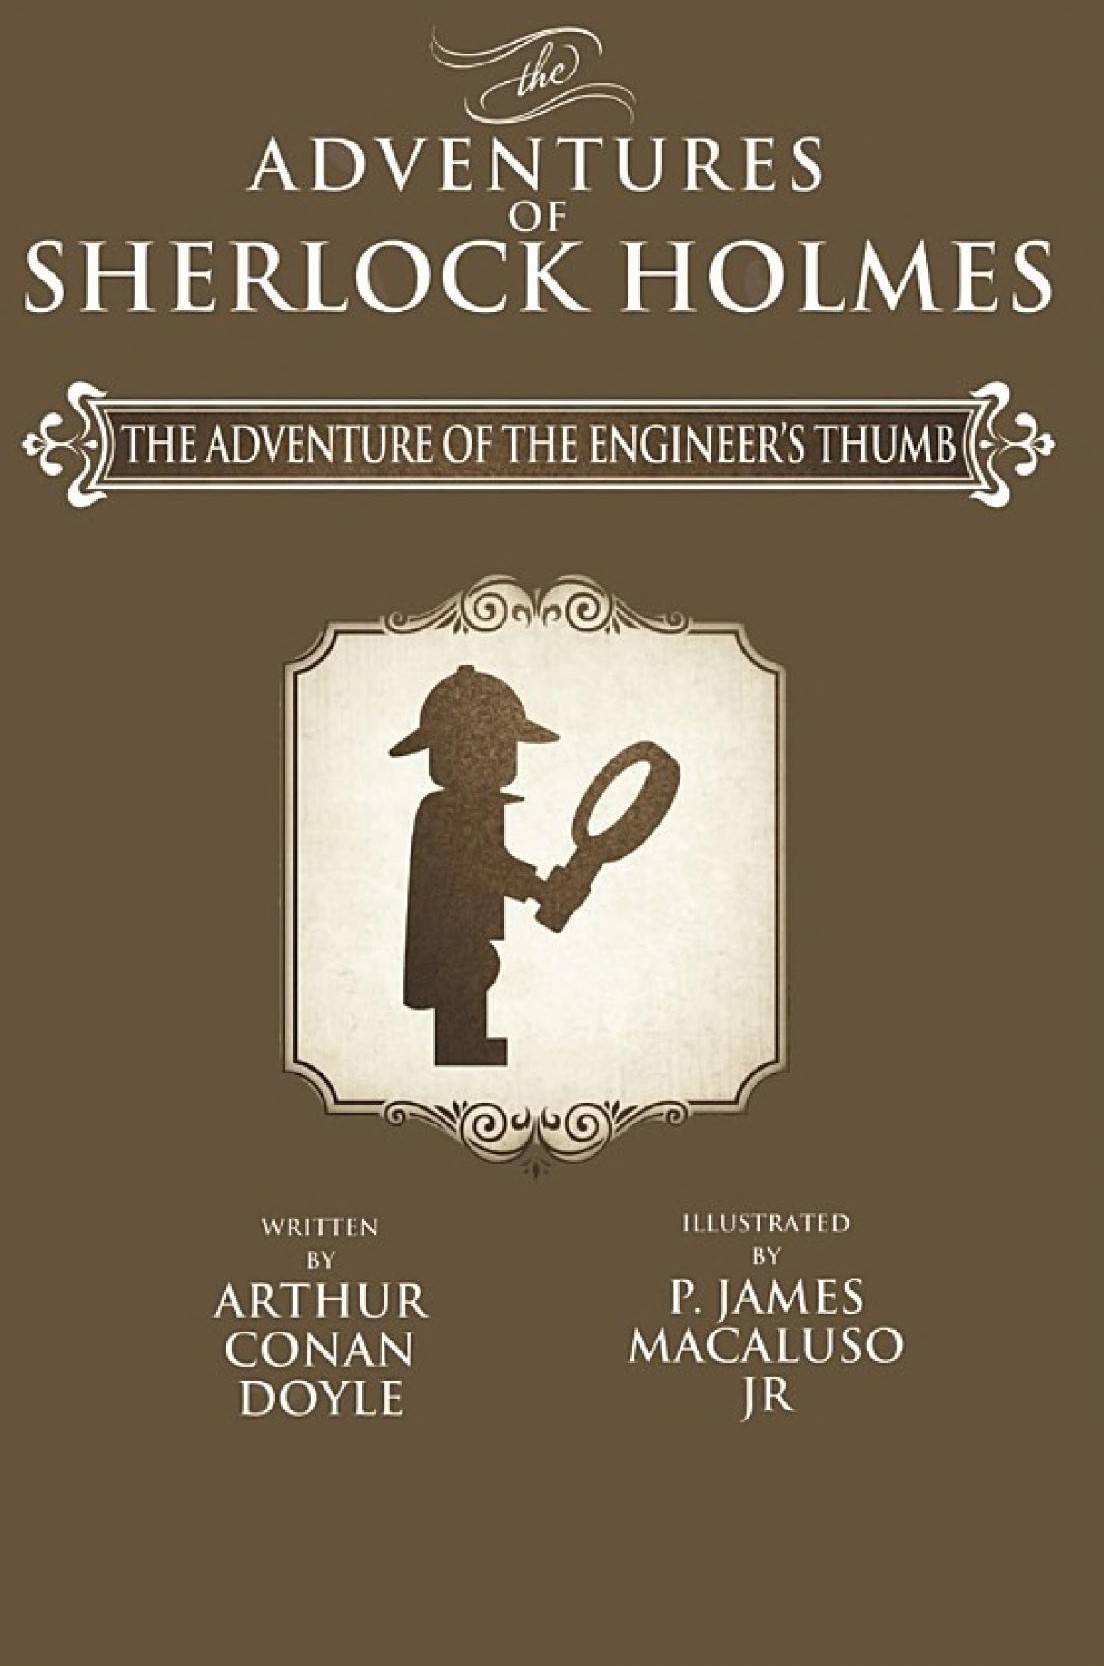 the
ADVENTURES
OF
SHERLOCK HOLMES
THE ADVENTURE OF THE ENGINEER'S THUMB
WRITTEN
BY
ARTHUR
CONAN
DOYLE
ILLUSTRATED
BY
P. JAMES
MACALUSO
JR